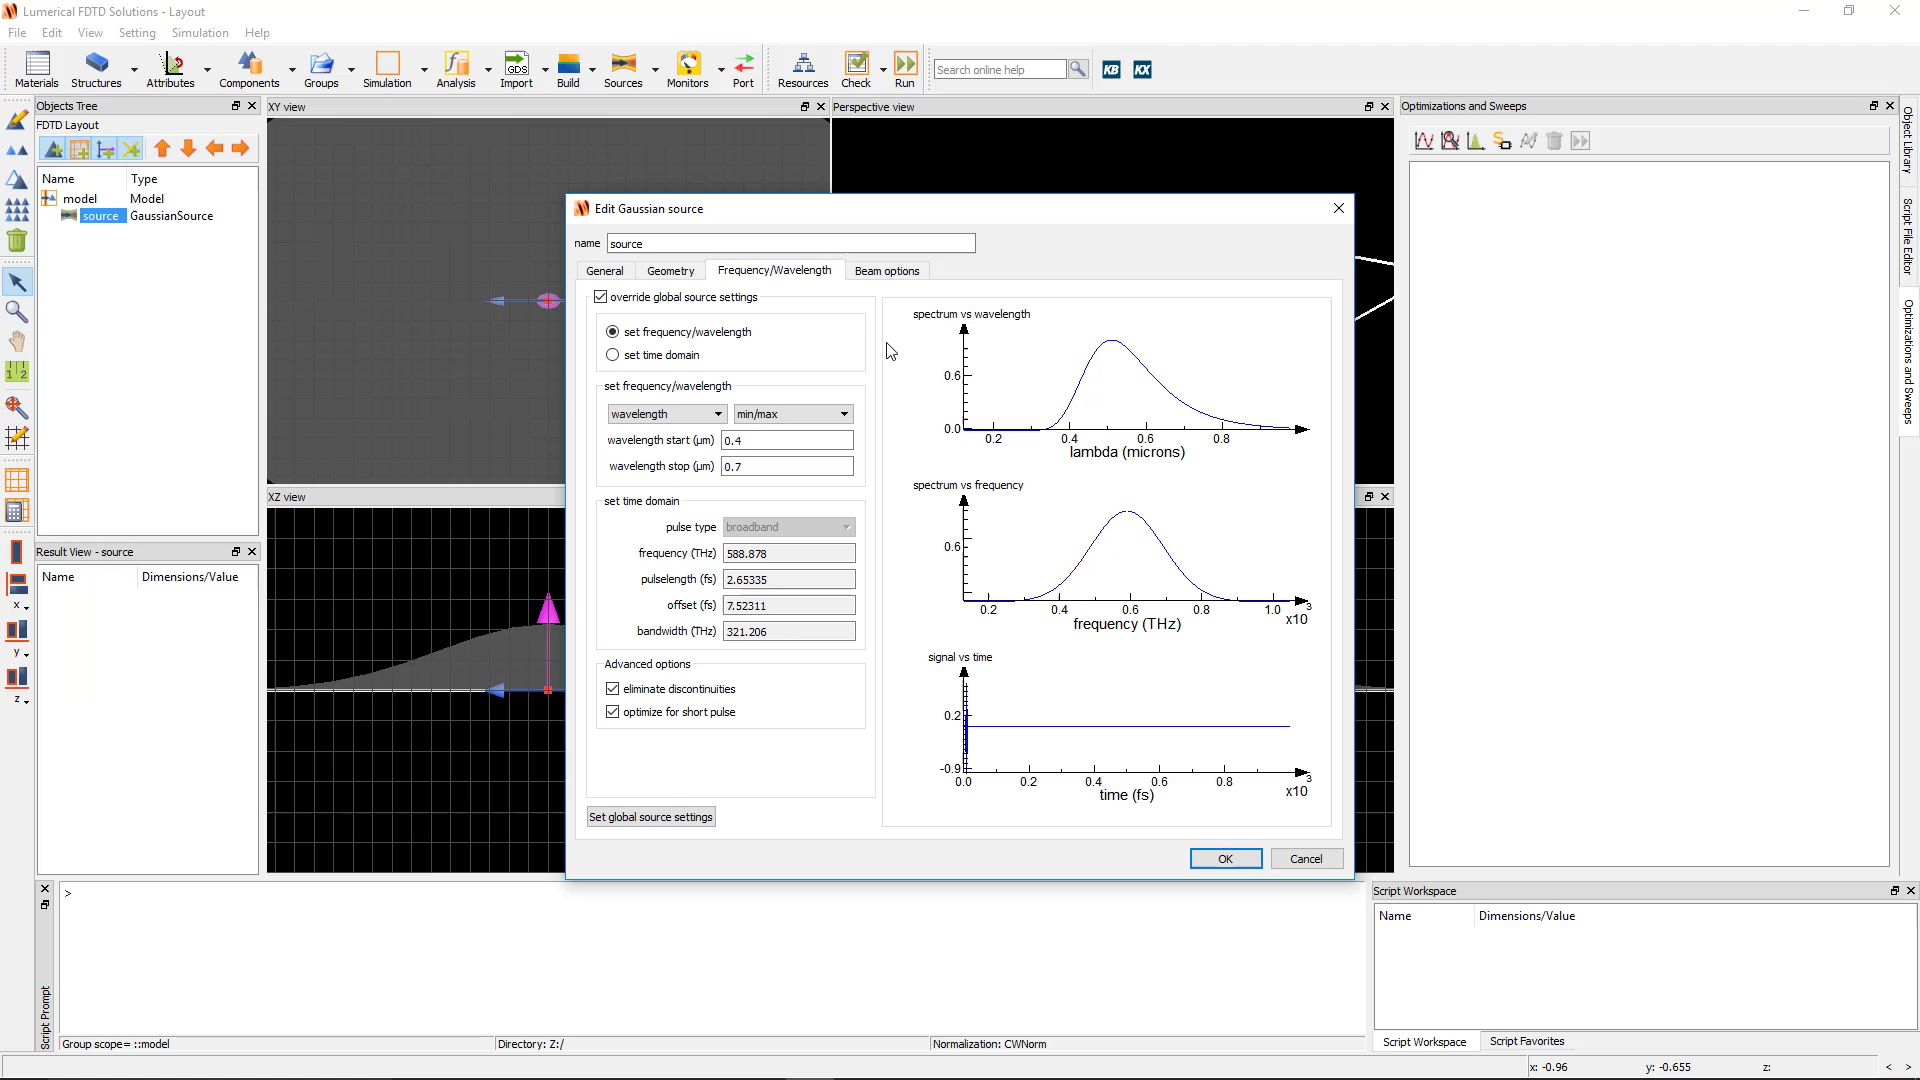 Lumerical FDTD Solutions - Layout
File Edit View Setting Simulation Help
Materials Structures Attributes Components Groups Simulation Analysis Import Build Sources Monitors Port Resources Check Run
GDS
Search online help
KB KX
Objects Tree
XY view
Perspective view
Optimizations and Sweeps
FDTD Layout
Name Type
model Model
source GaussianSource
Object Library
Script File Editor
Optimizations and Sweeps
Edit Gaussian source
name source
General Geometry Frequency/Wavelength Beam options
override global source settings
set frequency/wavelength
set time domain
set frequency/wavelength
wavelength min/max
wavelength start (µm) 0.4
wavelength stop (µm) 0.7
set time domain
pulse type broadband
frequency (THz) 588.878
pulselength (fs) 2.65335
offset (fs) 7.52311
bandwidth (THz) 321.206
Advanced options
eliminate discontinuities
optimize for short pulse
Set global source settings
spectrum vs wavelength
0.6
0.0
0.2 0.4 0.6 0.8
lambda (microns)
spectrum vs frequency
0.6
0.2 0.4 0.6 0.8 1.0
x10 3
frequency (THz)
signal vs time
0.2
-0.9
0.0 0.2 0.4 0.6 0.8
x10 3
time (fs)
OK Cancel
XZ view
Result View - source
Name Dimensions/Value
1 2
x
y
z
>
Script Prompt
Group scope= ::model
Directory: Z:/
Normalization: CWNorm
Script Workspace
Name Dimensions/Value
Script Workspace Script Favorites
x: -0.96 y: -0.655 z: < >